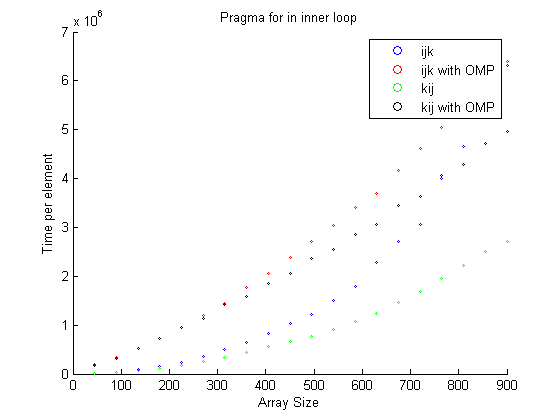 Pragma for in inner loop
x 10^6
7
6
5
4
3
2
1
0
Time per element
0 100 200 300 400 500 600 700 800 900
Array Size
ijk
ijk with OMP
kij
kij with OMP